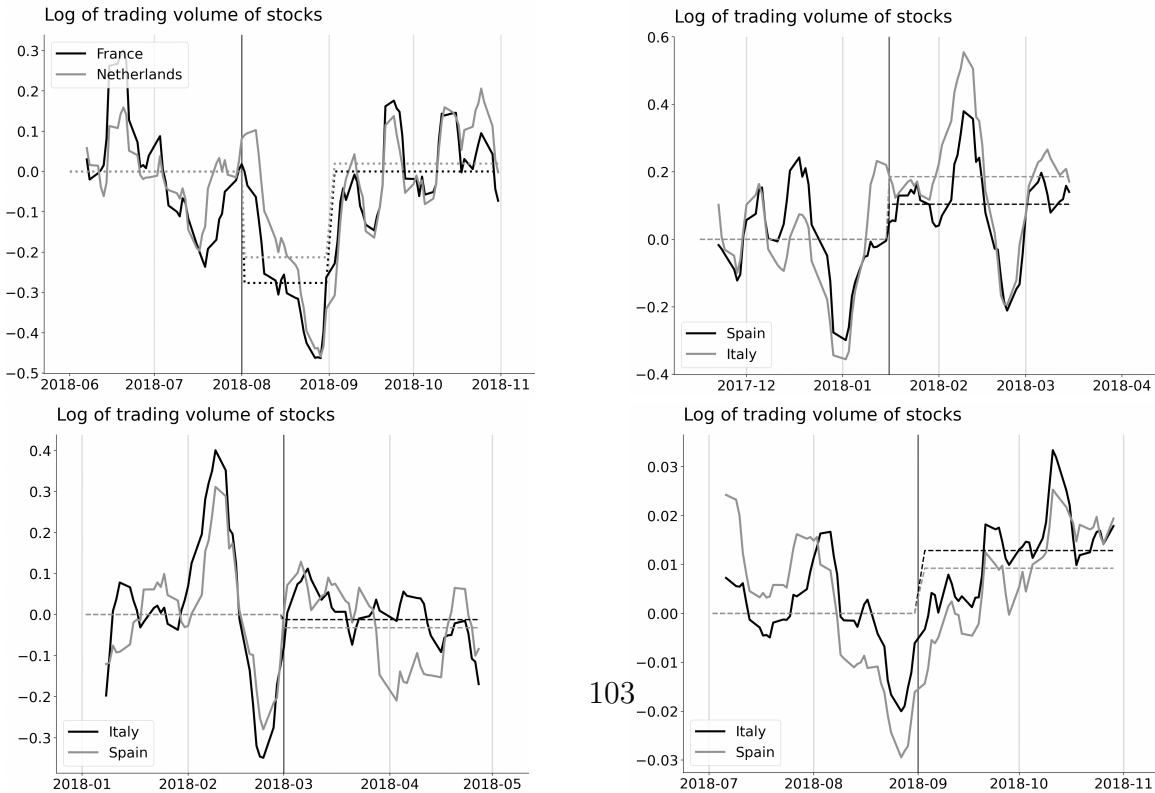 Log of trading volume of stocks
0.3
0.2
0.1
0.0
−0.1
−0.2
−0.3
−0.4
−0.5
France
Netherlands
2018-06 2018-07 2018-08 2018-09 2018-10 2018-11
Log of trading volume of stocks
0.6
0.4
0.2
0.0
−0.2
−0.4
Spain
Italy
2017-12 2018-01 2018-02 2018-03 2018-04
Log of trading volume of stocks
0.4
0.3
0.2
0.1
0.0
−0.1
−0.2
−0.3
Italy
Spain
2018-01 2018-02 2018-03 2018-04 2018-05
103
Log of trading volume of stocks
0.03
0.02
0.01
0.00
−0.01
−0.02
−0.03
Italy
Spain
2018-07 2018-08 2018-09 2018-10 2018-11